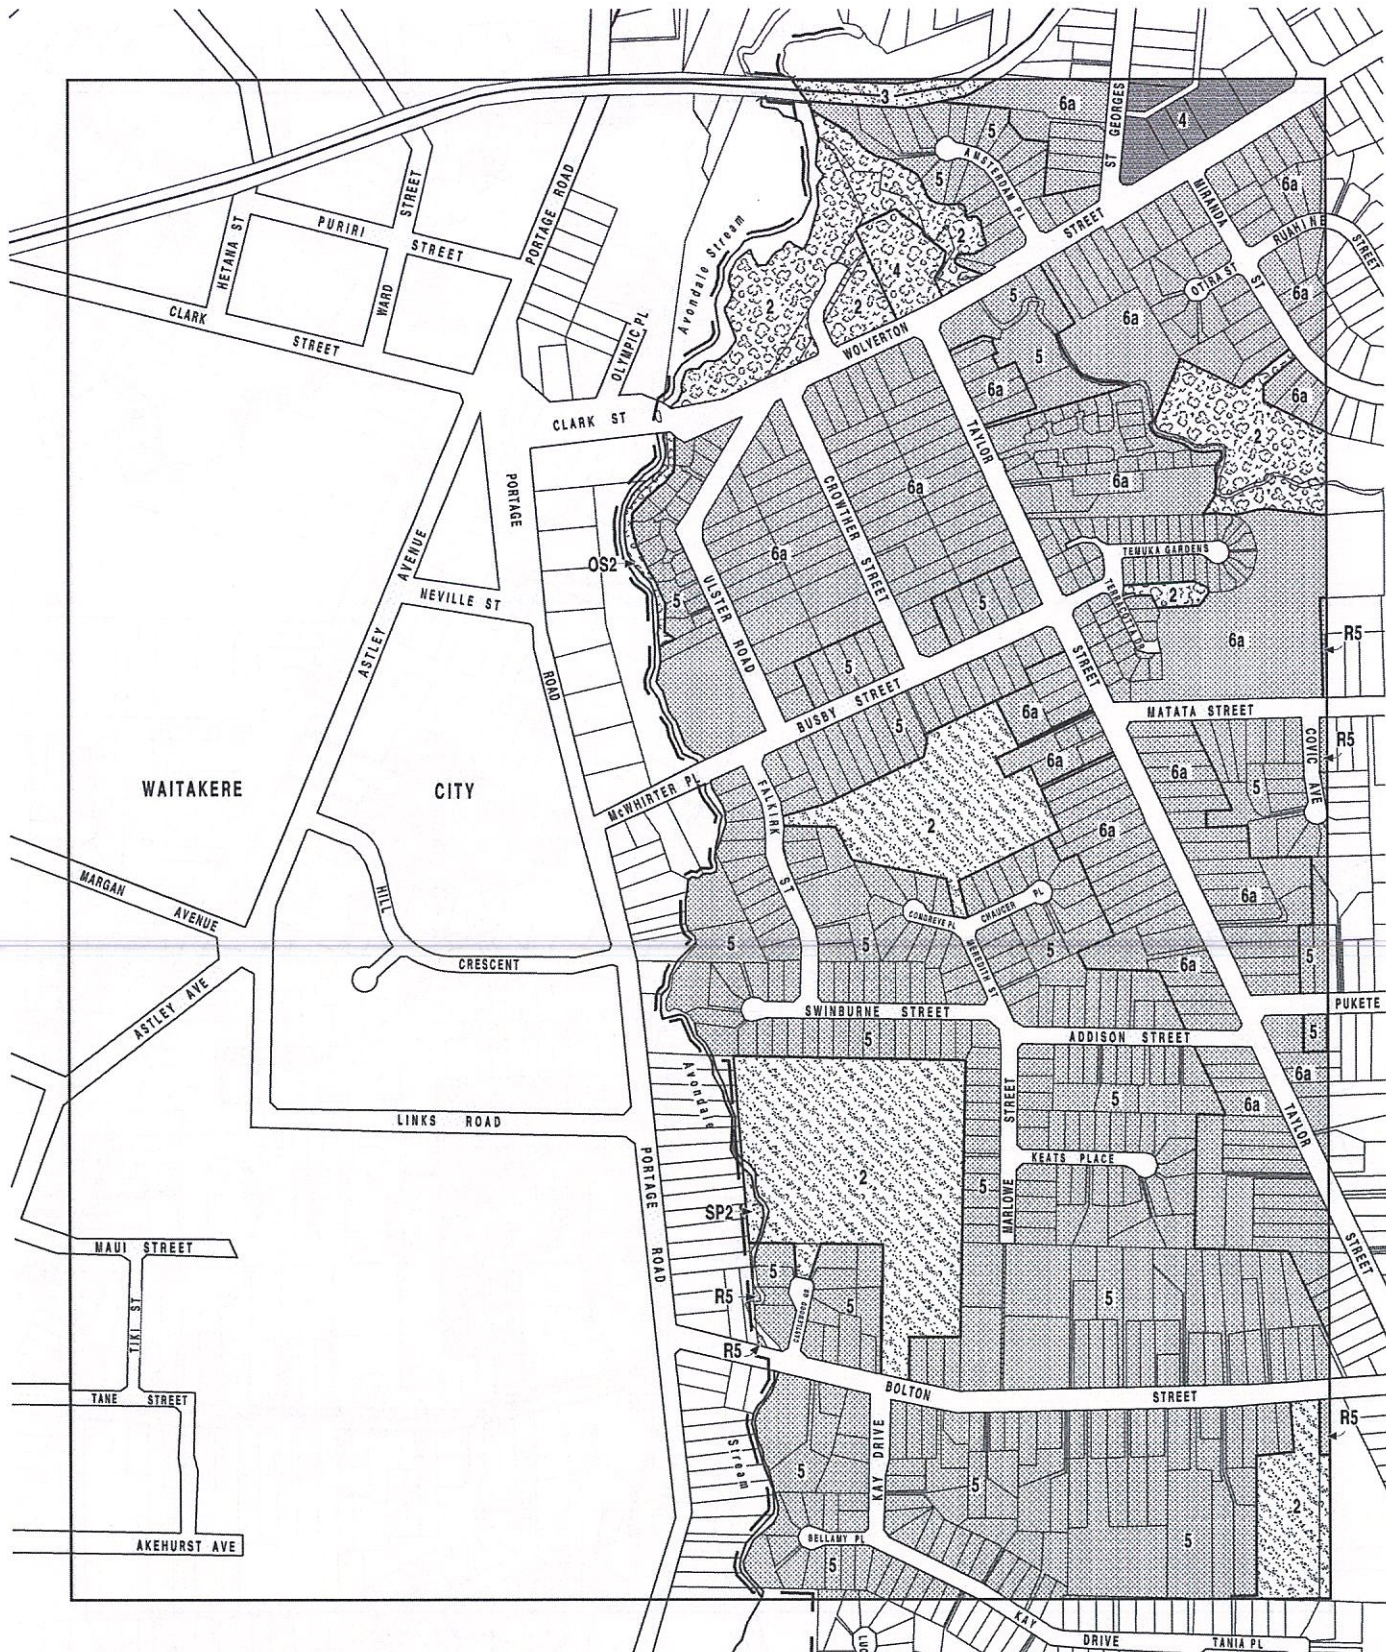 3
6a
ST GEORGES
4
5
AMSTERDAM PL
5
6a
MIRANDA
ST
RUAHINE
STREET
OTIRA ST
6a
6a
6a
PURIRI
STREET
STREET
HETANA ST
WARD
PORTAGE ROAD
Avondale Stream
2
4
2
2
5
WOLVERTON
STREET
CLARK
STREET
OLYMPIC PL
CLARK ST
5
6a
2
6a
TAYLOR
CROWTHER STREET
6a
6a
PORTAGE
ROAD
OS2
5
ULSTER ROAD
TEMUKA GARDENS
TERRACOTTA DR
2
5
6a
R5
ASTLEY
AVENUE
NEVILLE ST
5
BUSBY STREET
5
STREET
6a
6a
MATATA STREET
COVIC AVE
R5
6a
5
WAITAKERE
CITY
McWHIRTER PL
FALKIRK
ST
2
6a
MARGAN
AVENUE
HILL
CRESCENT
CONGREVE PL
CHAUCER PL
MEREDITH ST
5
5
5
6a
6a
5
PUKETE
ASTLEY AVE
SWINBURNE STREET
5
ADDISON STREET
5
6a
6a
LINKS ROAD
Avondale
Stream
2
MARLOWE STREET
5
5
KEATS PLACE
TAYLOR
STREET
PORTAGE
ROAD
SP2
MAUI STREET
TIKI ST
R5
5
5
5
R5
BOLTON
STREET
TANE STREET
KAY DRIVE
5
5
5
2
R5
AKEHURST AVE
BELLAMY PL
5
KAY
DRIVE
TANIA PL